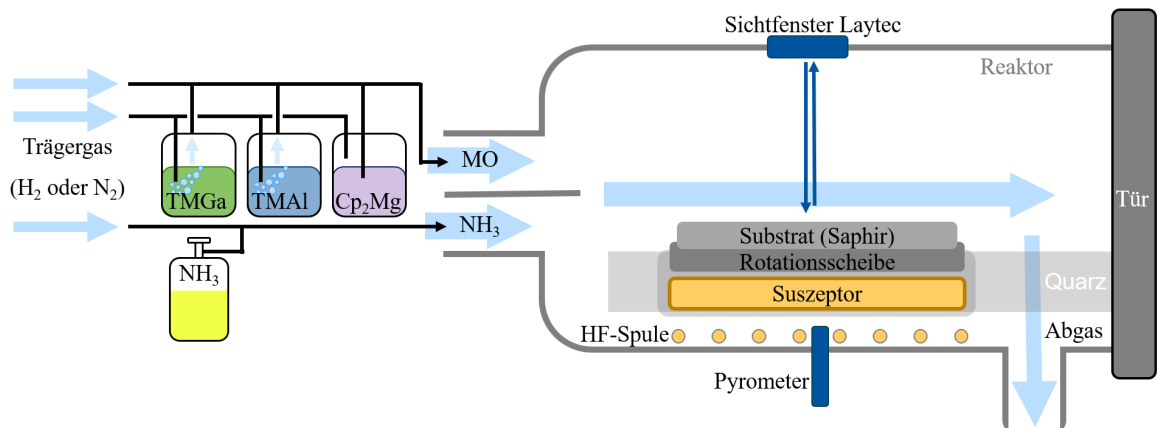 Sichtfenster Laytec
Reaktor
Trägergas
(H₂ oder N₂)
TMGa
TMAl
Cp₂Mg
MO
NH₃
NH₃
Tür
Substrat (Saphir)
Rotationsscheibe
Suszeptor
Quarz
HF-Spule
Abgas
Pyrometer